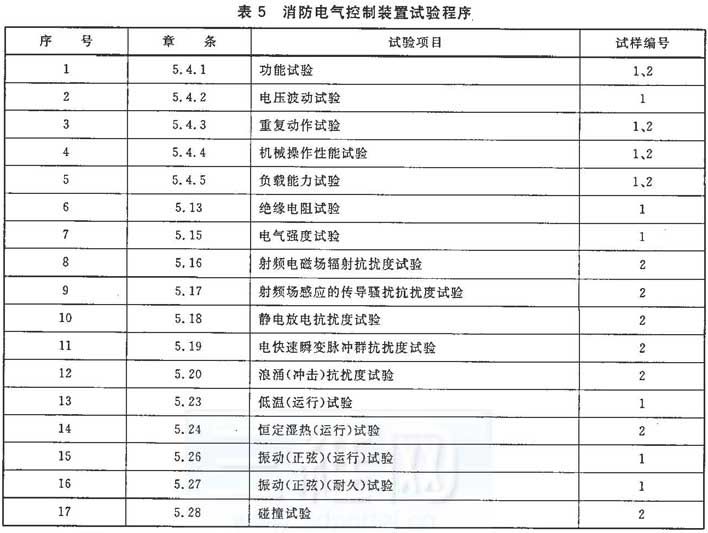 表 5 消防电气控制装置试验程序
序 号 章 条 试验项目 试样编号
1 5.4.1 功能试验 1、2
2 5.4.2 电压波动试验 1
3 5.4.3 重复动作试验 1、2
4 5.4.4 机械操作性能试验 1、2
5 5.4.5 负载能力试验 1、2
6 5.13 绝缘电阻试验 1
7 5.15 电气强度试验 1
8 5.16 射频电磁场辐射抗扰度试验 2
9 5.17 射频场感应的传导骚扰抗扰度试验 2
10 5.18 静电放电抗扰度试验 2
11 5.19 电快速瞬变脉冲群抗扰度试验 2
12 5.20 浪涌(冲击)抗扰度试验 2
13 5.23 低温(运行)试验 1
14 5.24 恒定湿热(运行)试验 2
15 5.26 振动(正弦)(运行)试验 1
16 5.27 振动(正弦)(耐久)试验 1
17 5.28 碰撞试验 2